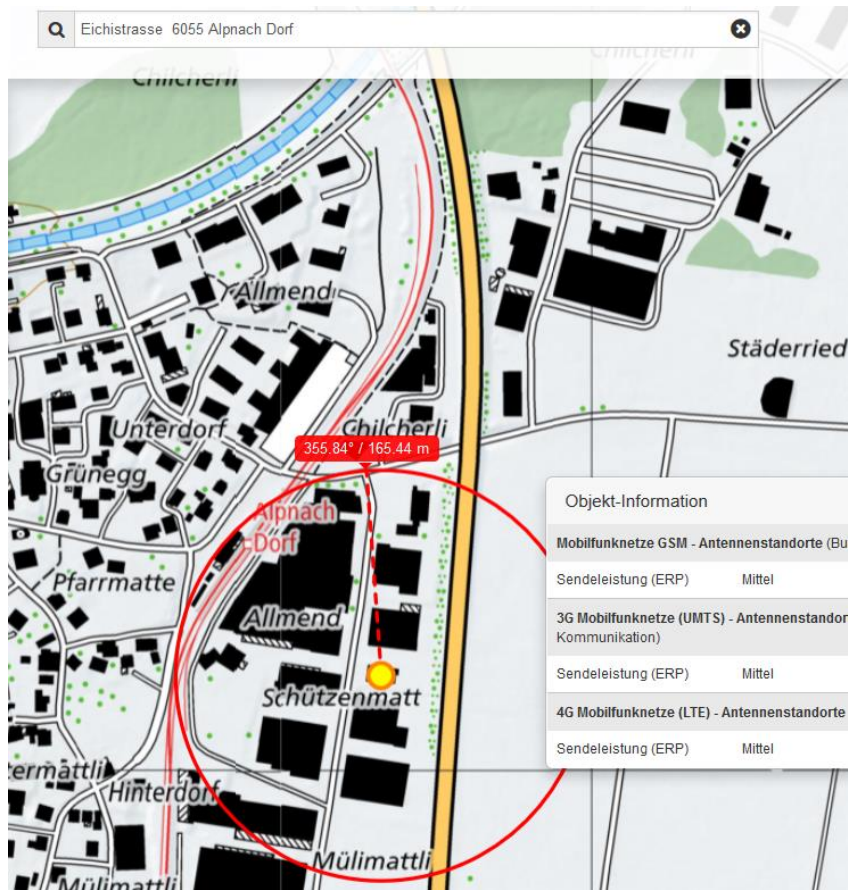 Eichistrasse 6055 Alpnach Dorf
Chilcherli
Chilcherli
Allmend
Städerried
Unterdorf
Chilcherli
355.84° / 165.44 m
Grünegg
Alpnach
Dorf
Objekt-Information
Mobilfunknetze GSM - Antennenstandorte (Bu
Pfarrmatte
Sendeleistung (ERP) Mittel
Allmend
3G Mobilfunknetze (UMTS) - Antennenstandor
Kommunikation)
Sendeleistung (ERP) Mittel
Schützenmatt
4G Mobilfunknetze (LTE) - Antennenstandorte
Sendeleistung (ERP) Mittel
termattli
Hinterdorf
Mülimattli
Mülimattli